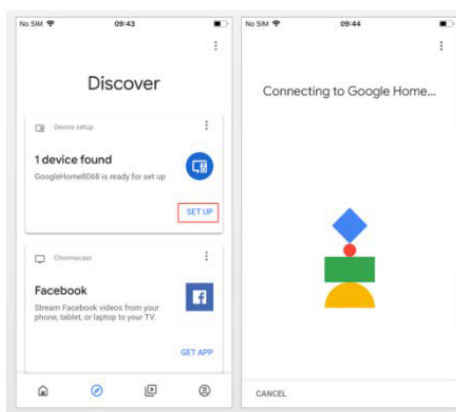 No SIM 09:43
Discover
Device setup
1 device found
GoogleHome8068 is ready for set up
SET UP
Chromecast
Facebook
Stream Facebook videos from your
phone, tablet, or laptop to your TV.
GET APP
No SIM 09:44
Connecting to Google Home...
CANCEL